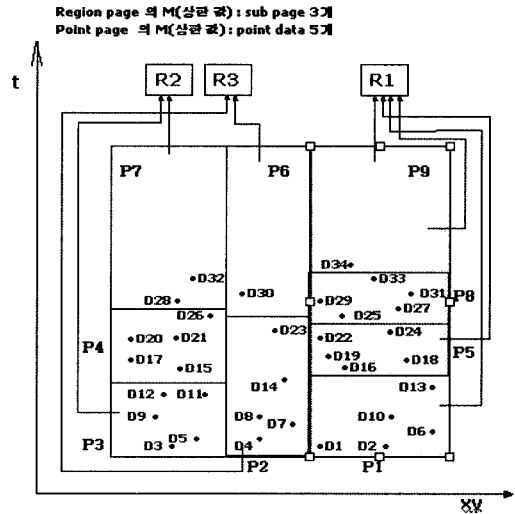 Region page 의 M(상한 값) : sub page 3개
Point page 의 M(상한 값) : point data 5개
t
R2 R3 R1
P7 P6 P9
D34
D32 D33
D28 D30 D29 D31 P8
D26 D25 D27
D23 D24
P4 D20 D21 D22 P5
D17 D19 D18
D15 D16
D14 D13
D12 D11
D9 D8 D10
D7 D6
P3 D3 D5 D4 D1 D2
P2 P1
xy